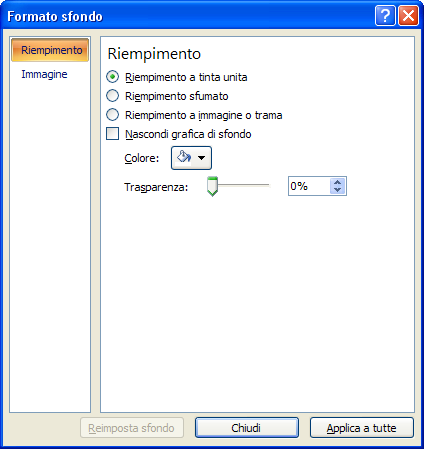 Formato sfondo
Riempimento
Immagine
Riempimento
Riempimento a tinta unita
Riempimento sfumato
Riempimento a immagine o trama
Nascondi grafica di sfondo
Colore:
Trasparenza: 0%
Reimposta sfondo Chiudi Applica a tutte